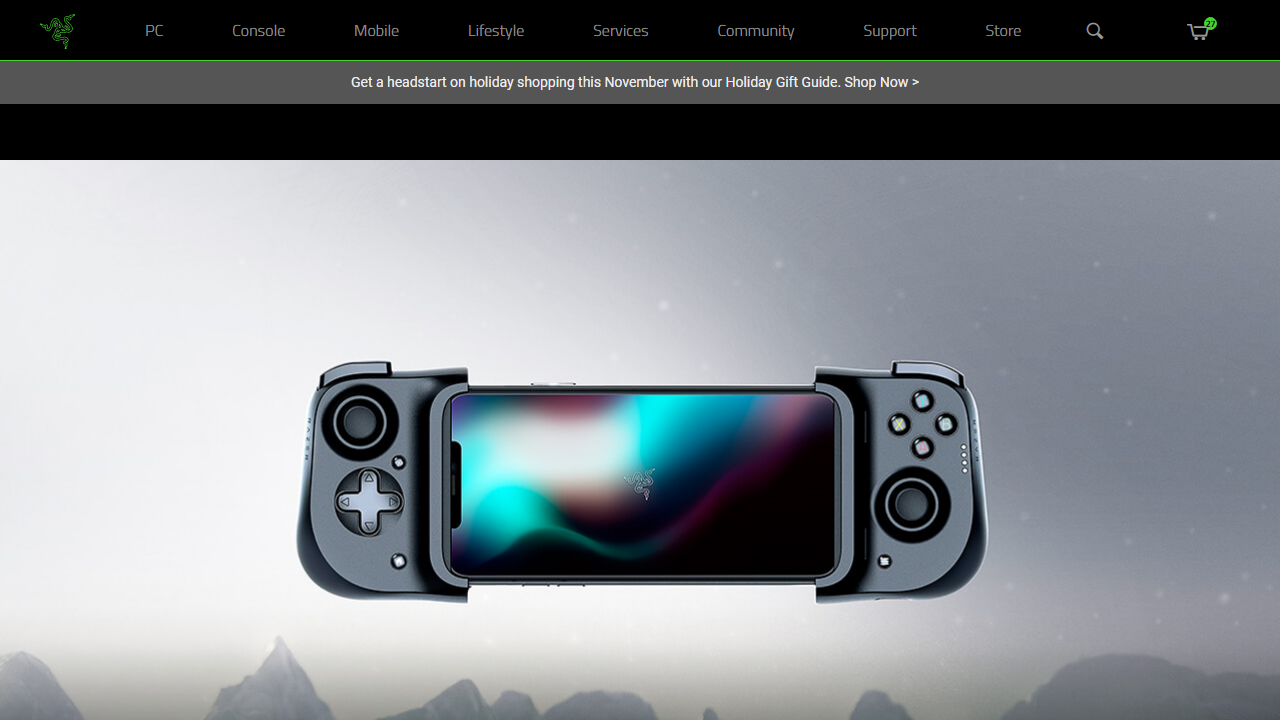 PC
Console
Mobile
Lifestyle
Services
Community
Support
Store
27
Get a headstart on holiday shopping this November with our Holiday Gift Guide. Shop Now >
X
B